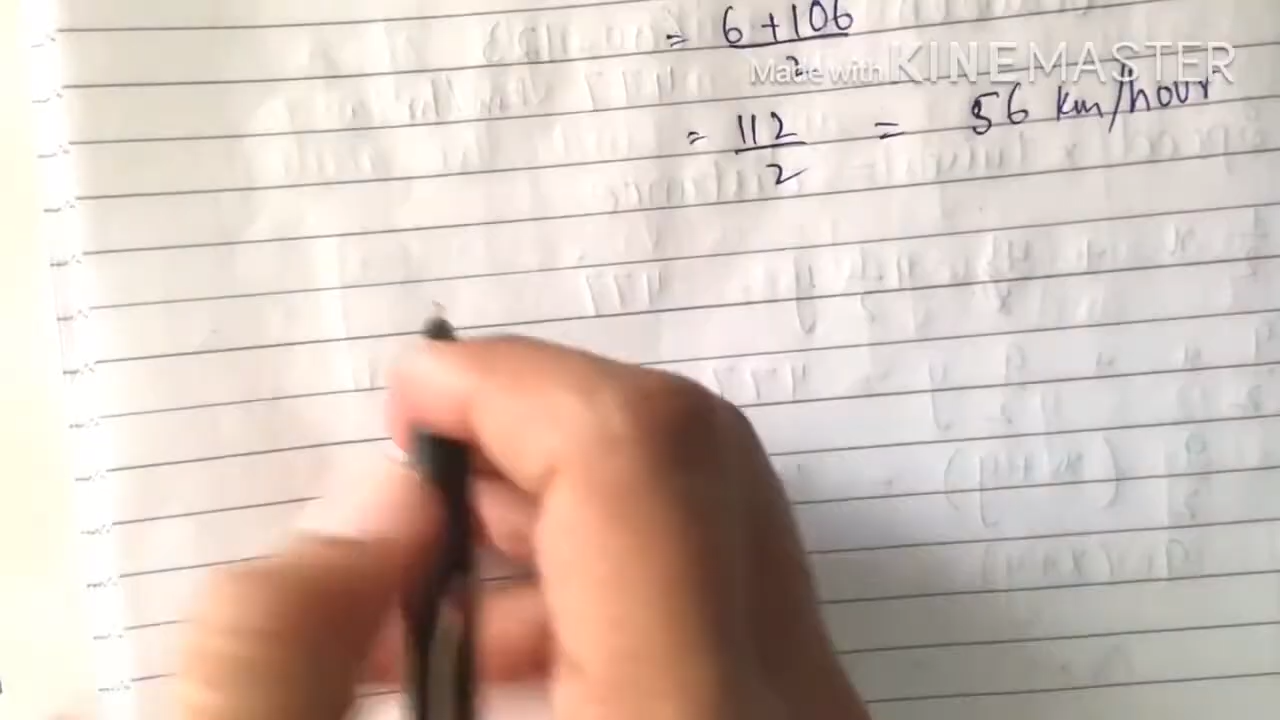 = 6 + 106
2
Made with KINEMASTER
= 112 = 56 km/hour
2